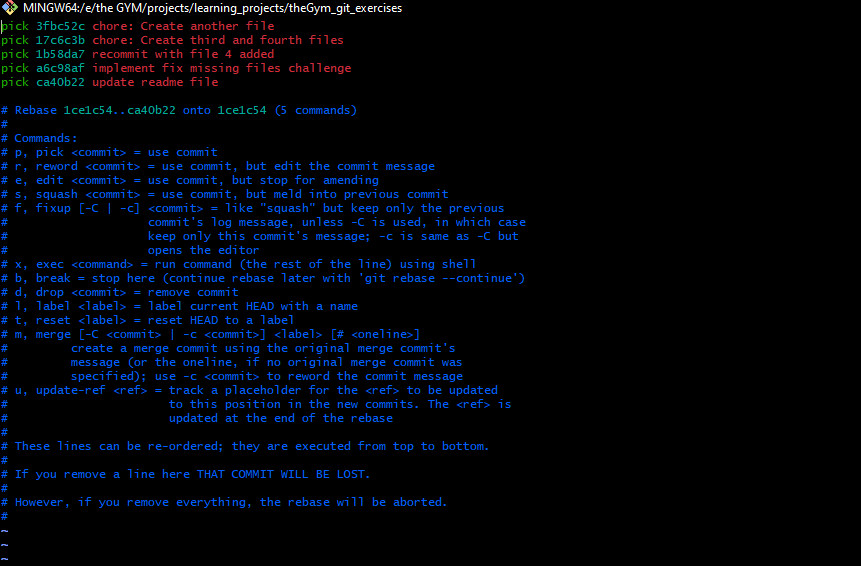 MINGW64:/e/the GYM/projects/learning_projects/theGym_git_exercises
pick 3fbc52c chore: Create another file
pick 17c6c3b chore: Create third and fourth files
pick 1b58da7 recommit with file 4 added
pick a6c98af implement fix missing files challenge
pick ca40b22 update readme file

# Rebase 1ce1c54..ca40b22 onto 1ce1c54 (5 commands)
#
# Commands:
# p, pick <commit> = use commit
# r, reword <commit> = use commit, but edit the commit message
# e, edit <commit> = use commit, but stop for amending
# s, squash <commit> = use commit, but meld into previous commit
# f, fixup [-C | -c] <commit> = like "squash" but keep only the previous
#                    commit's log message, unless -C is used, in which case
#                    keep only this commit's message; -c is same as -C but
#                    opens the editor
# x, exec <command> = run command (the rest of the line) using shell
# b, break = stop here (continue rebase later with 'git rebase --continue')
# d, drop <commit> = remove commit
# l, label <label> = label current HEAD with a name
# t, reset <label> = reset HEAD to a label
# m, merge [-C <commit> | -c <commit>] <label> [# <oneline>]
#         create a merge commit using the original merge commit's
#         message (or the oneline, if no original merge commit was
#         specified); use -c <commit> to reword the commit message
# u, update-ref <ref> = track a placeholder for the <ref> to be updated
#                       to this position in the new commits. The <ref> is
#                       updated at the end of the rebase
#
# These lines can be re-ordered; they are executed from top to bottom.
#
# If you remove a line here THAT COMMIT WILL BE LOST.
#
# However, if you remove everything, the rebase will be aborted.
#
~
~
~